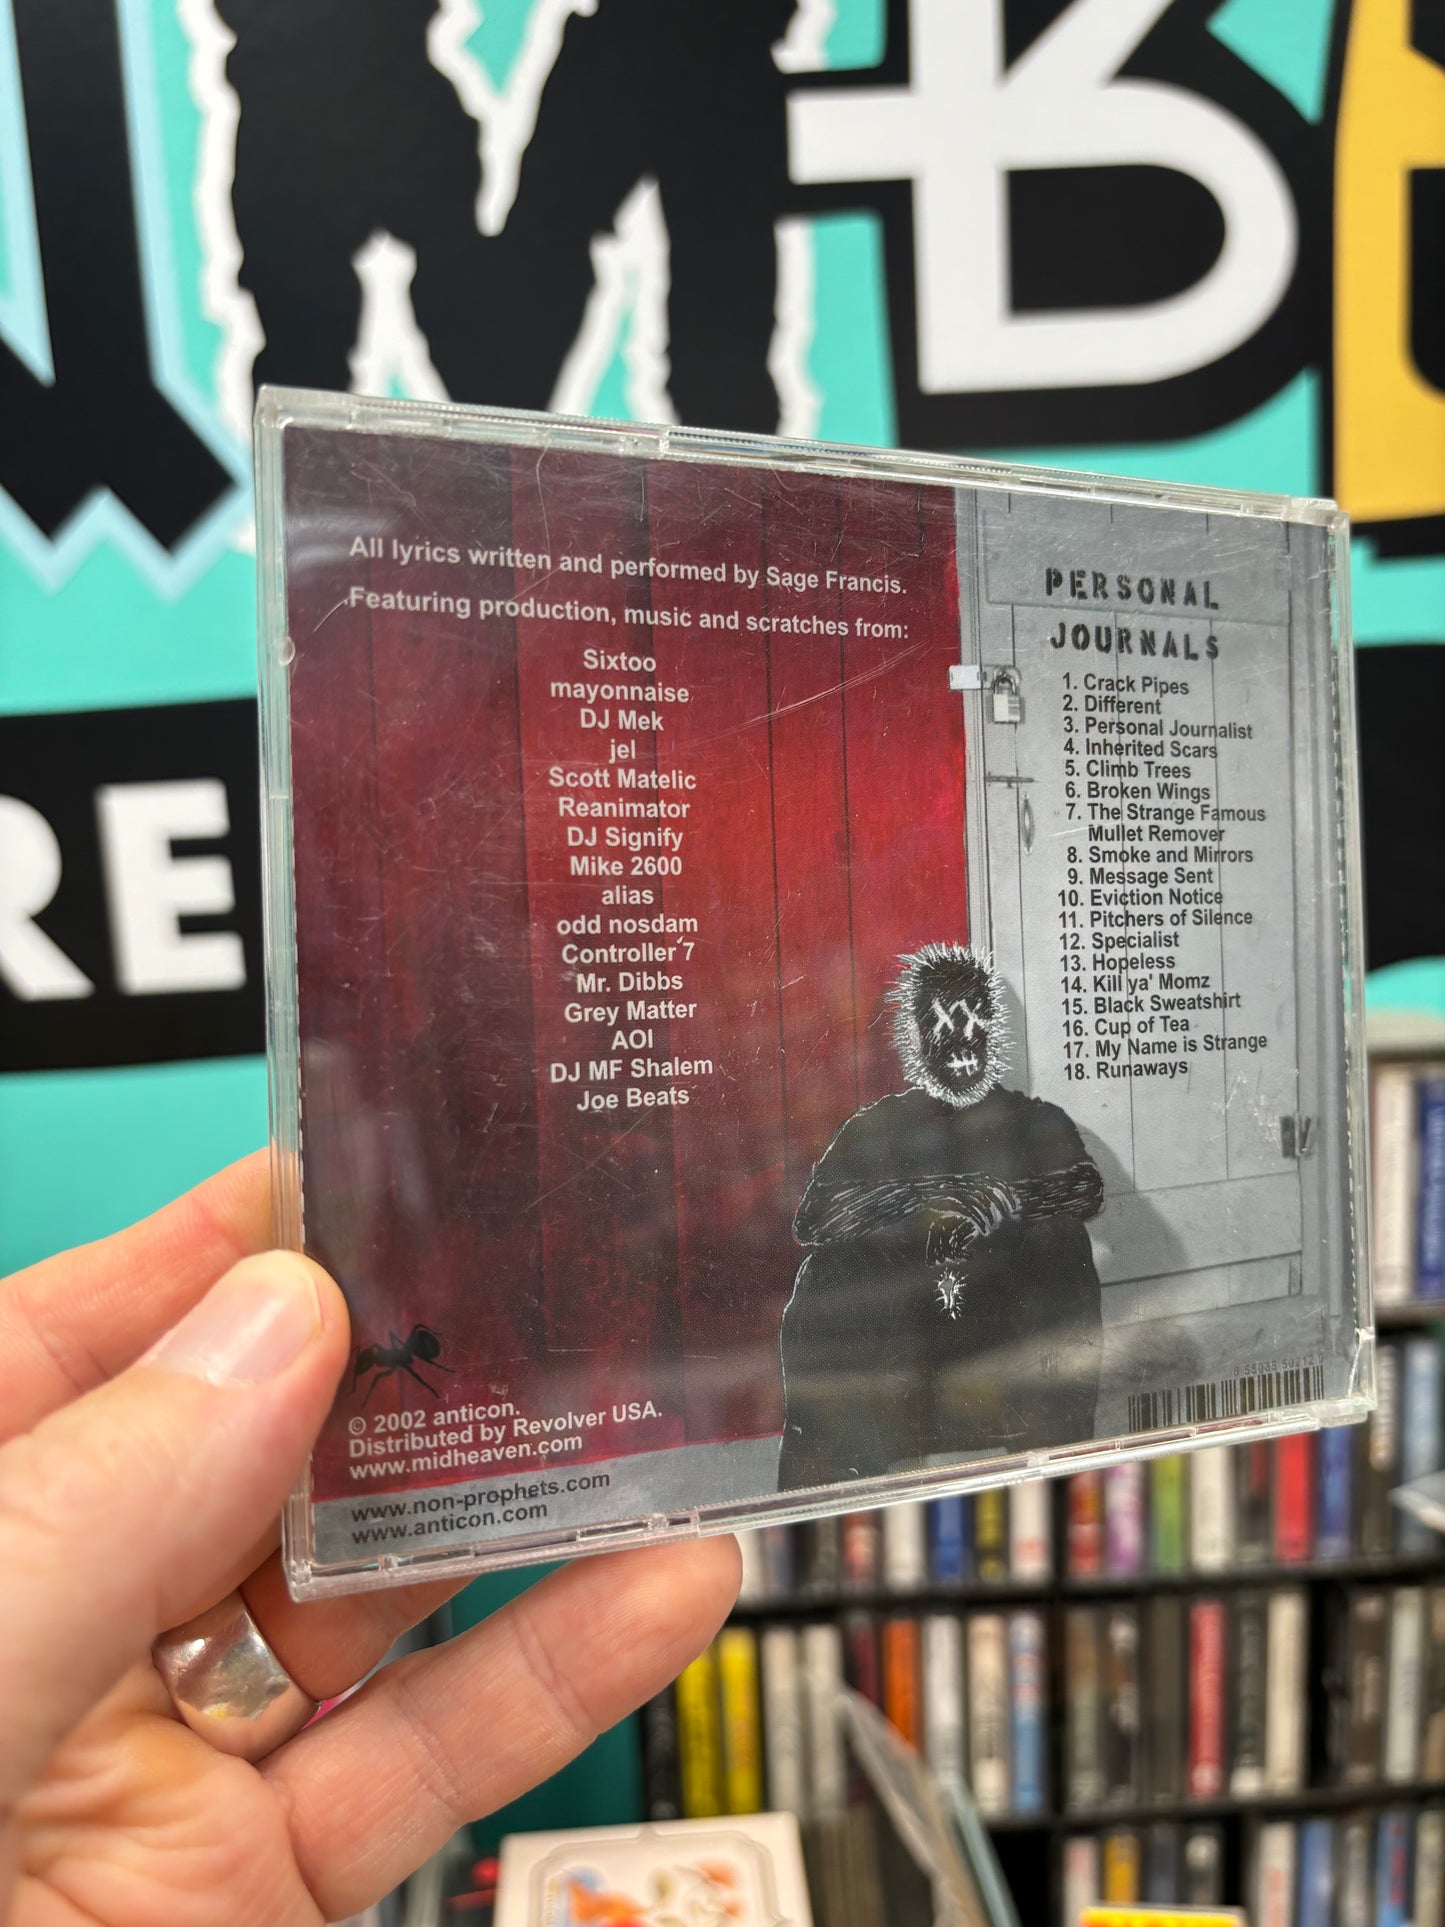 RE
All lyrics written and performed by Sage Francis.
Featuring production, music and scratches from:
Sixtoo
mayonnaise
DJ Mek
jel
Scott Matelic
Reanimator
DJ Signify
Mike 2600
alias
odd nosdam
Controller 7
Mr. Dibbs
Grey Matter
AOI
DJ MF Shalem
Joe Beats
© 2002 anticon.
Distributed by Revolver USA.
www.midheaven.com
www.non-prophets.com
www.anticon.com
PERSONAL
JOURNALS
1. Crack Pipes
2. Different
3. Personal Journalist
4. Inherited Scars
5. Climb Trees
6. Broken Wings
7. The Strange Famous
Mullet Remover
8. Smoke and Mirrors
9. Message Sent
10. Eviction Notice
11. Pitchers of Silence
12. Specialist
13. Hopeless
14. Kill ya' Momz
15. Black Sweatshirt
16. Cup of Tea
17. My Name is Strange
18. Runaways
6 55035 50212 0